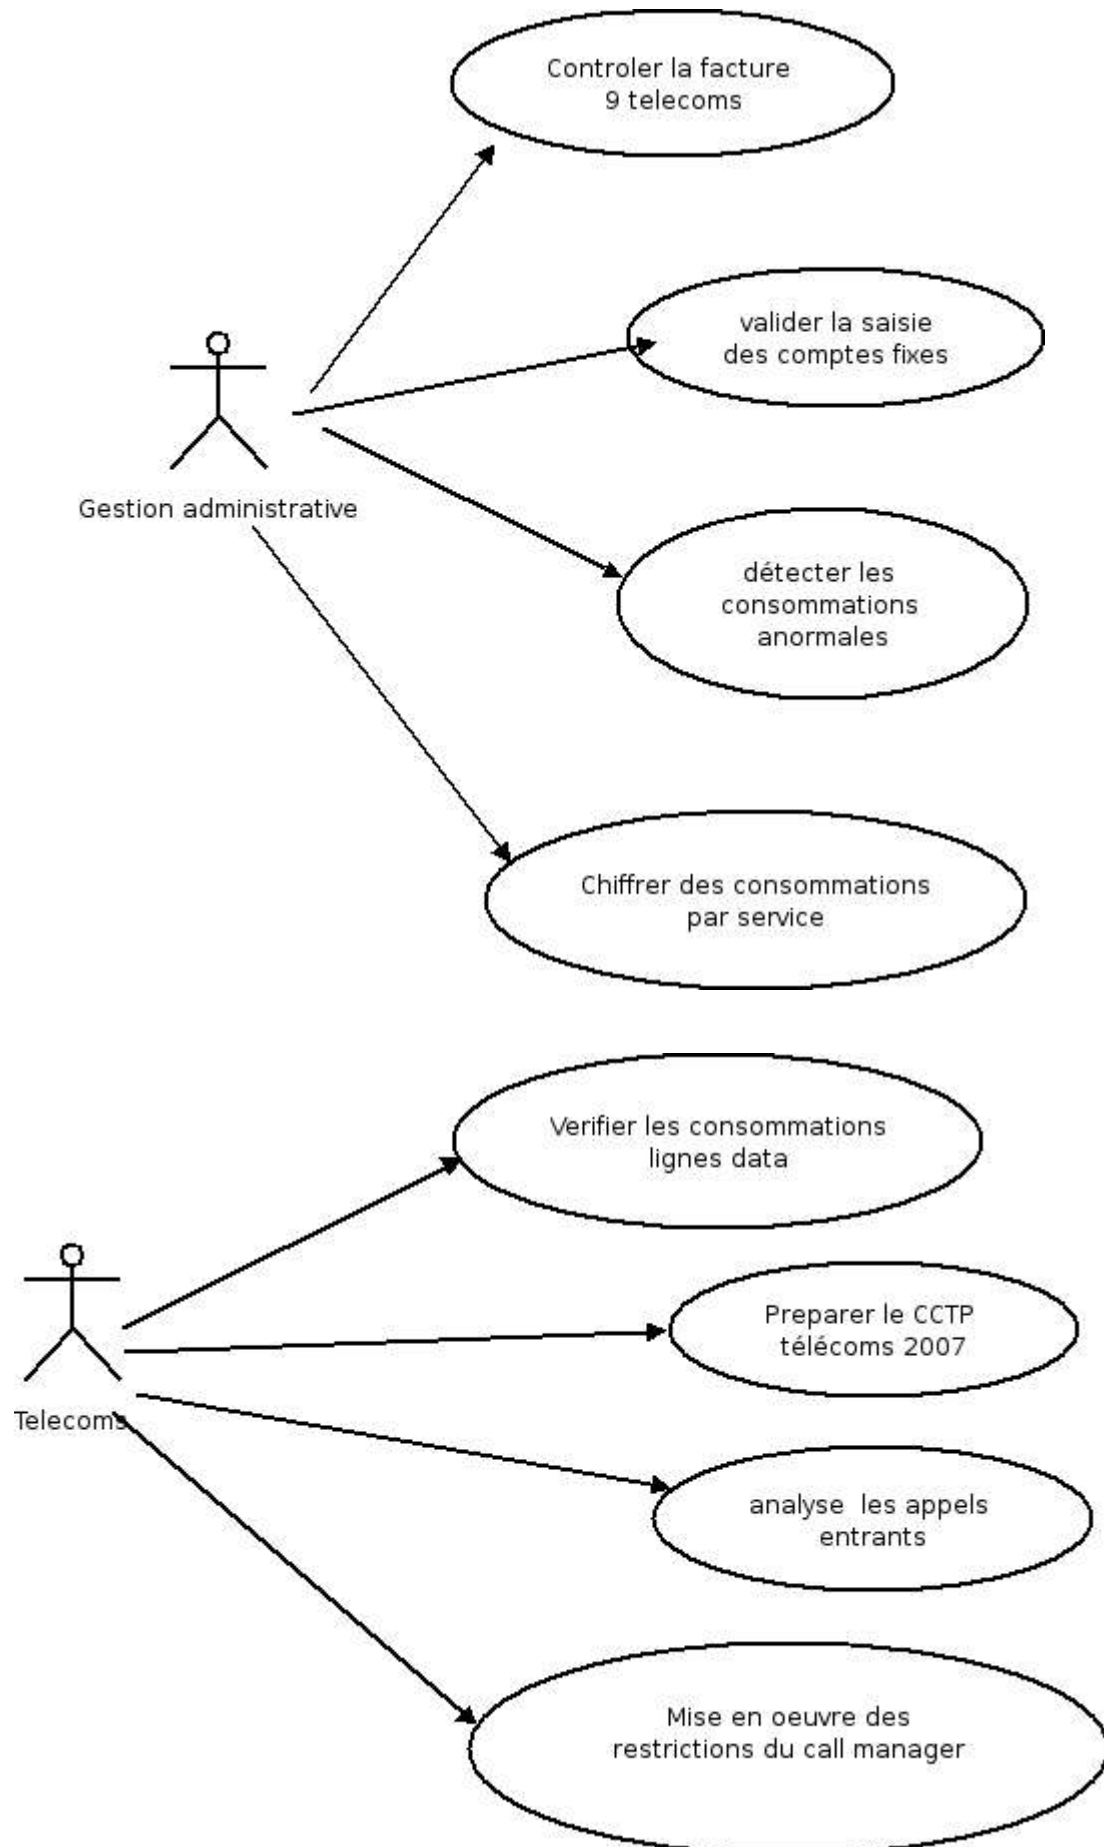 Controler la facture
9 telecoms
valider la saisie
des comptes fixes
Gestion administrative
détecter les
consommations
anormales
Chiffrer des consommations
par service
Verifier les consommations
lignes data
Preparer le CCTP
télécoms 2007
Telecoms
analyse  les appels
entrants
Mise en oeuvre des
restrictions du call manager